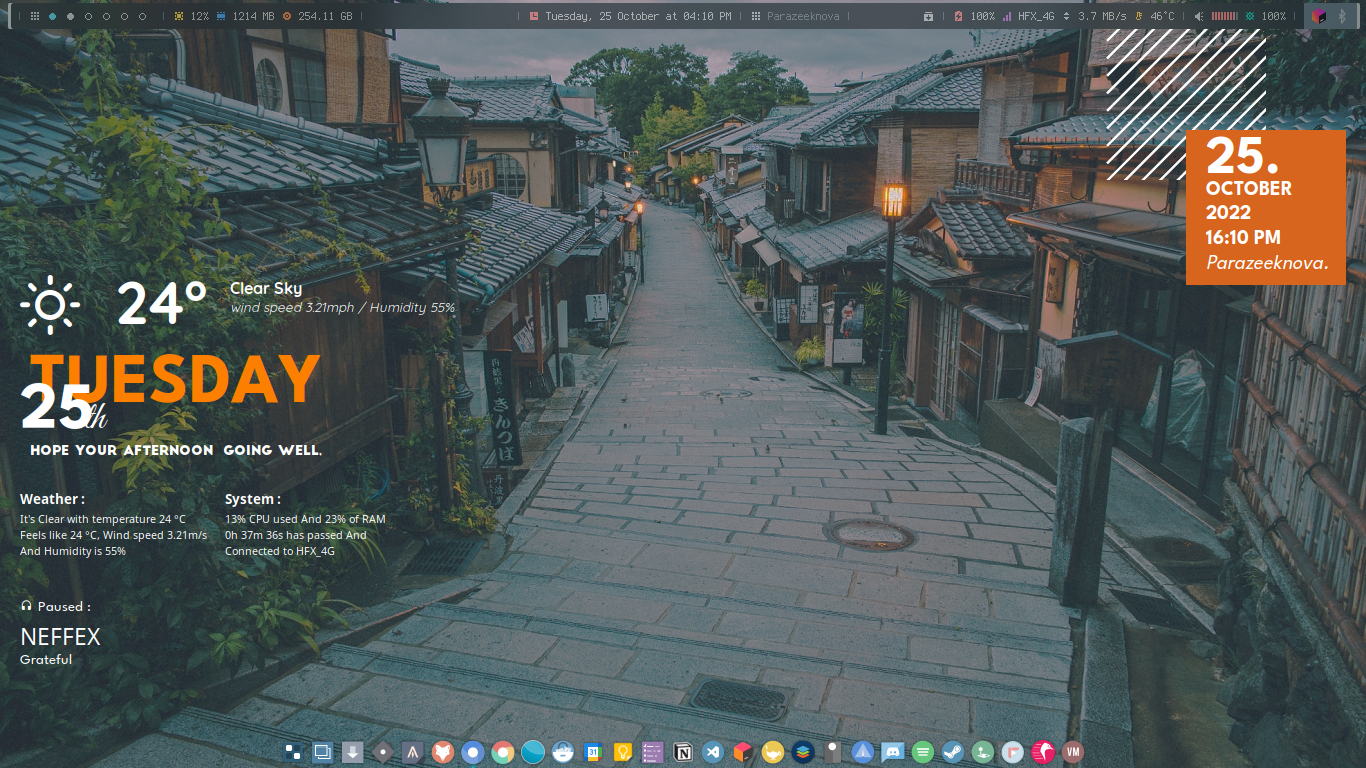 12% 1214 MB 254.11 GB
Tuesday, 25 October at 04:10 PM Parazeeknova
100% HFX_4G 3.7 MB/s 46°C 100%
25.
OCTOBER
2022
16:10 PM
Parazeeknova.
24° Clear Sky
wind speed 3.21mph / Humidity 55%
TUESDAY
25th
HOPE YOUR AFTERNOON GOING WELL.
Weather :
It's Clear with temperature 24 °C
Feels like 24 °C, Wind speed 3.21m/s
And Humidity is 55%
System :
13% CPU used And 23% of RAM
0h 37m 36s has passed And
Connected to HFX_4G
Paused :
NEFFEX
Grateful
きんつば
31
VM